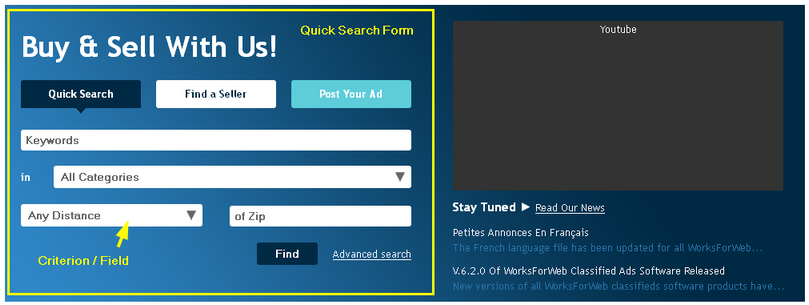 Quick Search Form
Buy & Sell With Us!
Quick Search
Find a Seller
Post Your Ad
Keywords
in
All Categories
Any Distance
of Zip
Criterion / Field
Find
Advanced search
Youtube
Stay Tuned
Read Our News
Petites Annonces En Français
The French language file has been updated for all WorksForWeb...
V.6.2.0 Of WorksForWeb Classified Ads Software Released
New versions of all WorksForWeb classifieds software products have...